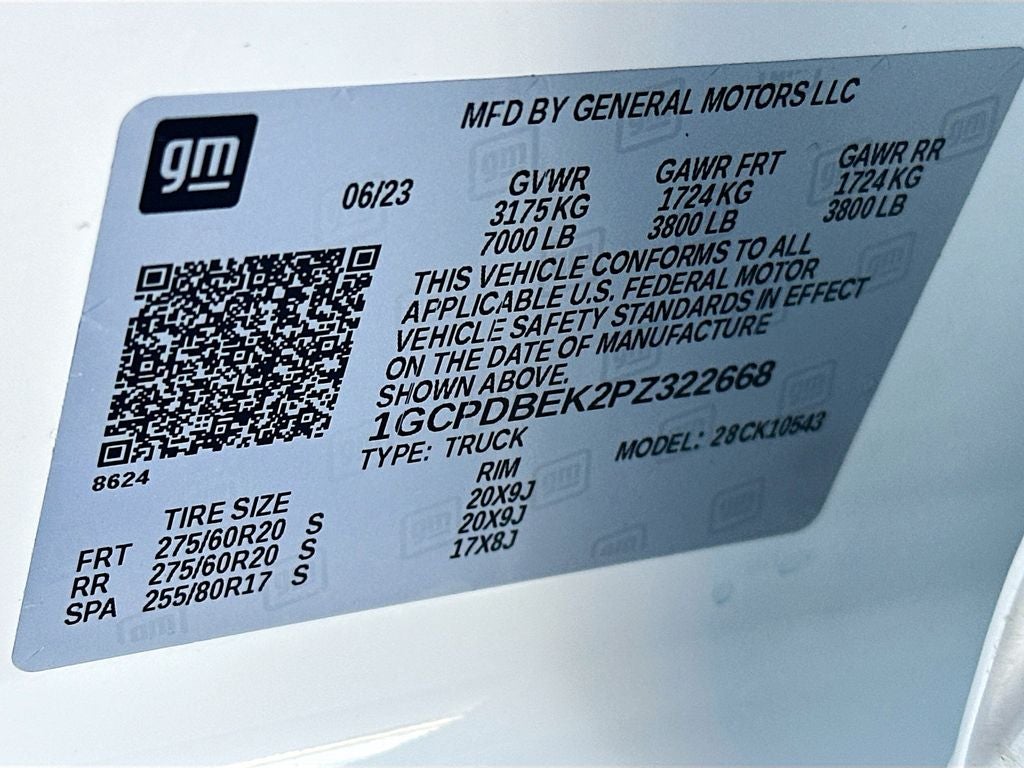 gm
MFD BY GENERAL MOTORS LLC
06/23
GVWR GAWR FRT GAWR RR
3175 KG 1724 KG 1724 KG
7000 LB 3800 LB 3800 LB
THIS VEHICLE CONFORMS TO ALL
APPLICABLE U.S. FEDERAL MOTOR
VEHICLE SAFETY STANDARDS IN EFFECT
ON THE DATE OF MANUFACTURE
SHOWN ABOVE.
1GCPDBEK2PZ322668
8624
TYPE: TRUCK MODEL: 28CK10543
TIRE SIZE RIM
FRT 275/60R20 S 20X9J
RR 275/60R20 S 20X9J
SPA 255/80R17 S 17X8J